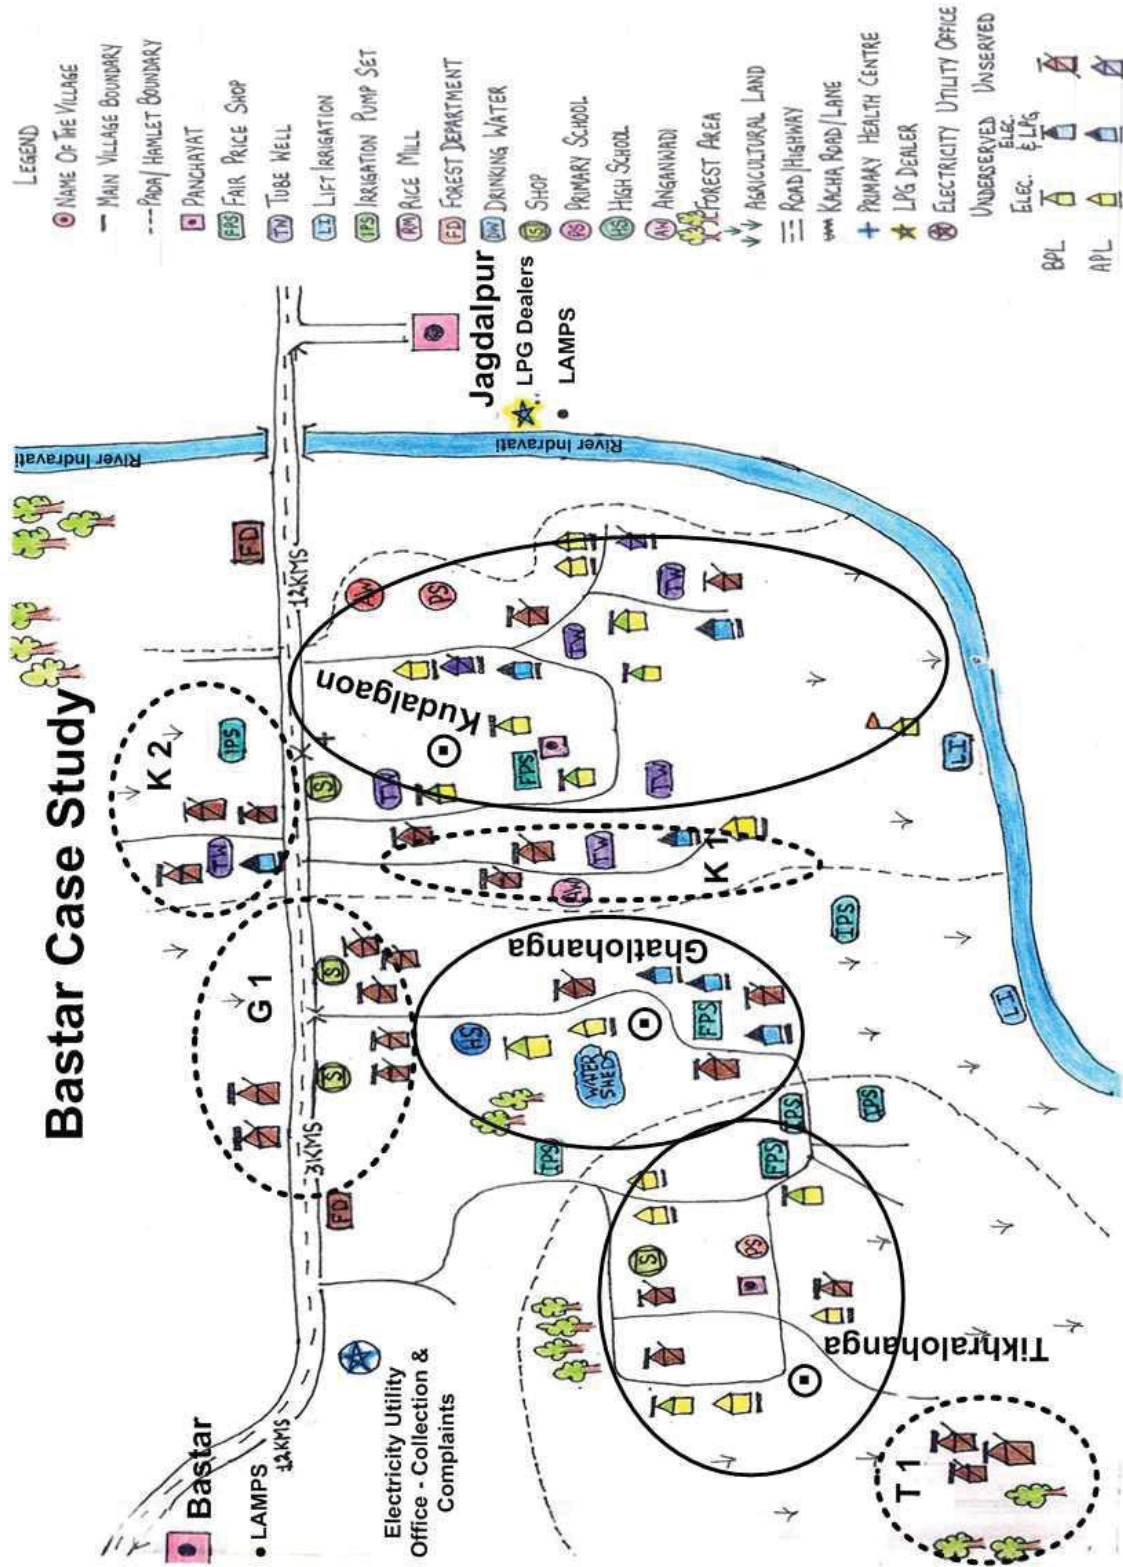 Bastar Case Study
Bastar
• LAMPS
12KMS
Electricity Utility
Office - Collection &
Complaints
FD
3KMS
G 1
S
S
K 2
TW
IPS
S
12KMS
FD
River Indravati
River Indravati
Jagdalpur
LPG Dealers
• LAMPS
AW
PS
Kudalgaon
TW
FPS
TW
TW
TW
K 1
AW
TW
Ghatlohanga
HS
WATER
SHEDS
FPS
IPS
IPS
IPS
IPS
LI
LI
FPS
S
PS
Tikhralohanga
T 1
LEGEND
NAME OF THE VILLAGE
MAIN VILLAGE BOUNDARY
PADA/HAMLET BOUNDARY
PANCHAYAT
FPS FAIR PRICE SHOP
TW TUBE WELL
LI LIFT IRRIGATION
IPS IRRIGATION PUMP SET
RM RICE MILL
FD FOREST DEPARTMENT
DW DRINKING WATER
S SHOP
PS PRIMARY SCHOOL
HS HIGH SCHOOL
AW ANGANWADI
FOREST AREA
AGRICULTURAL LAND
ROAD/HIGHWAY
KACHA ROAD/LANE
PRIMARY HEALTH CENTRE
LPG DEALER
ELECTRICITY UTILITY OFFICE
UNDERSERVED UNSERVED
ELEC. ELEC. & LPG
BPL
APL